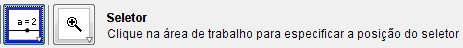 a=2
Seletor
Clique na área de trabalho para especificar a posição do seletor